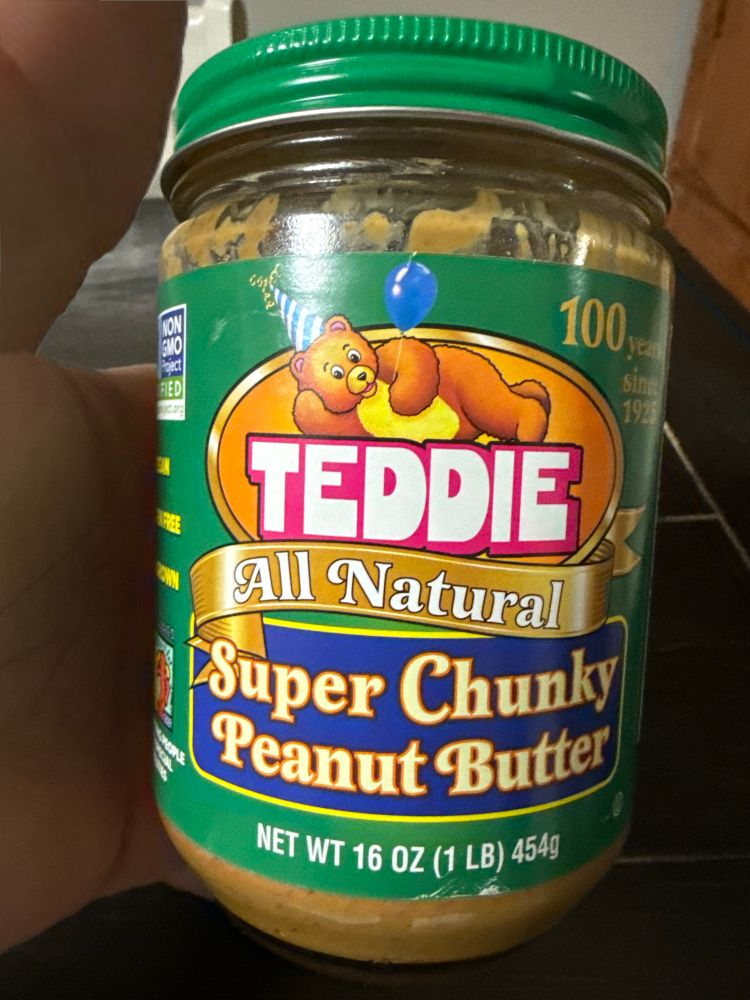 NON
GMO
Project
100 years
since
TEDDIE
All Natural
Super Chunky
Peanut Butter
NET WT 16 OZ (1 LB) 454g
FREE